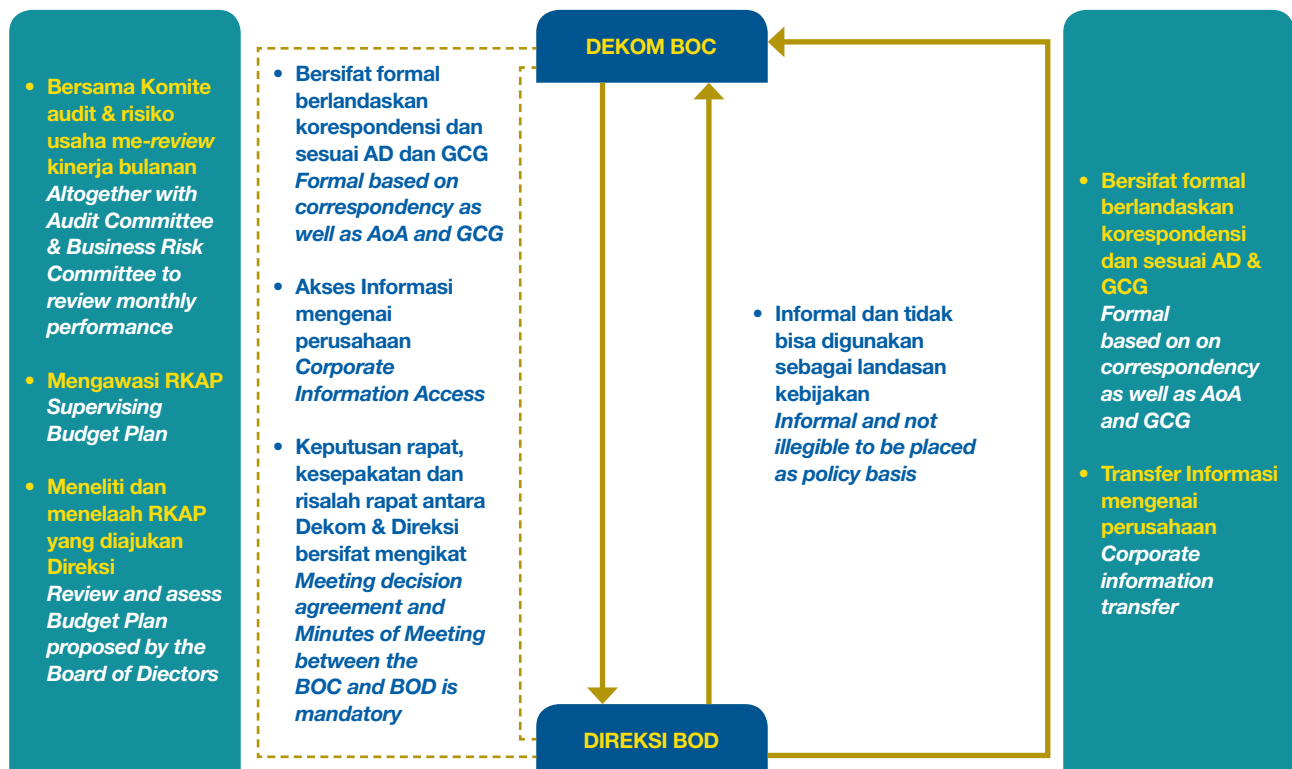 • Bersama Komite
audit & risiko
usaha me-review
kinerja bulanan
Altogether with
Audit Committee
& Business Risk
Committee to
review monthly
performance
• Mengawasi RKAP
Supervising
Budget Plan
• Meneliti dan
menelaah RKAP
yang diajukan
Direksi
Review and asess
Budget Plan
proposed by the
Board of Diectors
• Bersifat formal
berlandaskan
korespondensi dan
sesuai AD dan GCG
Formal based on
correspondency as
well as AoA and GCG
• Akses Informasi
mengenai
perusahaan
Corporate
Information Access
• Keputusan rapat,
kesepakatan dan
risalah rapat antara
Dekom & Direksi
bersifat mengikat
Meeting decision
agreement and
Minutes of Meeting
between the
BOC and BOD is
mandatory
DEKOM BOC
DIREKSI BOD
• Informal dan tidak
bisa digunakan
sebagai landasan
kebijakan
Informal and not
illegible to be placed
as policy basis
• Bersifat formal
berlandaskan
korespondensi
dan sesuai AD &
GCG
Formal
based on on
correspondency
as well as AoA
and GCG
• Transfer Informasi
mengenai
perusahaan
Corporate
information
transfer